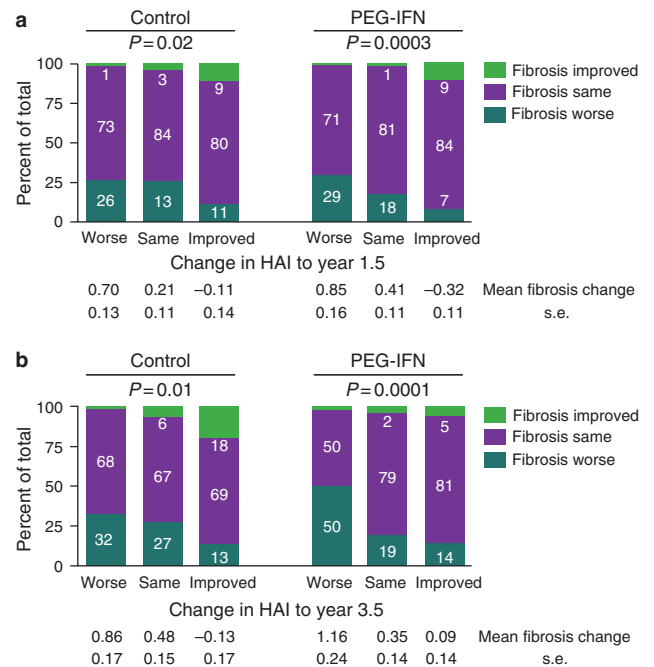 a
Control PEG-IFN
P = 0.02 P = 0.0003
Percent of total
100
75
50
25
0
1 3 9 1 9
73 84 80 71 81 84
26 13 11 29 18 7
Fibrosis improved
Fibrosis same
Fibrosis worse
Worse Same Improved Worse Same Improved
Change in HAI to year 1.5
0.70 0.21 –0.11 0.85 0.41 –0.32 Mean fibrosis change
0.13 0.11 0.14 0.16 0.11 0.11 s.e.
b
Control PEG-IFN
P = 0.01 P = 0.0001
Percent of total
100
75
50
25
0
6 18 2 5
68 67 69 50 79 81
32 27 13 50 19 14
Fibrosis improved
Fibrosis same
Fibrosis worse
Worse Same Improved Worse Same Improved
Change in HAI to year 3.5
0.86 0.48 –0.13 1.16 0.35 0.09 Mean fibrosis change
0.17 0.15 0.17 0.24 0.14 0.14 s.e.